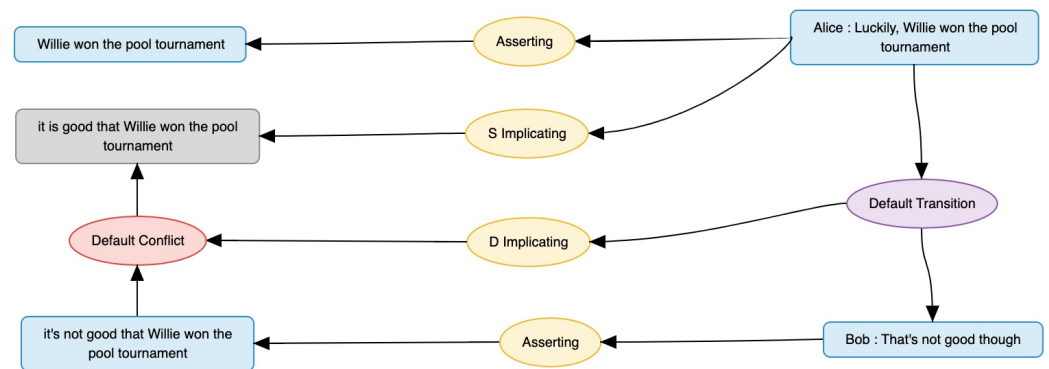 Willie won the pool tournament
Asserting
Alice : Luckily, Willie won the pool
tournament
it is good that Willie won the pool
tournament
S Implicating
Default Transition
Default Conflict
D Implicating
it's not good that Willie won the
pool tournament
Asserting
Bob : That's not good though